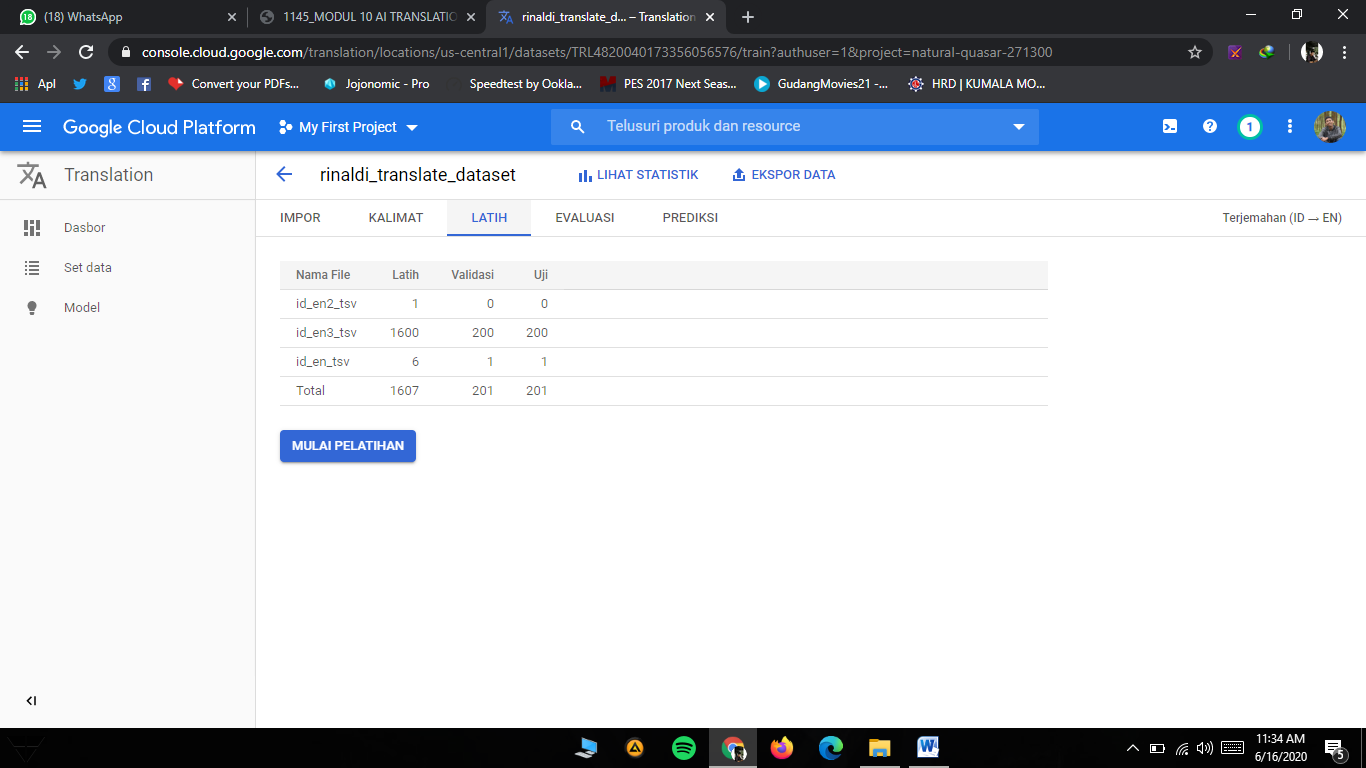 (18) WhatsApp
1145_MODUL 10 AI TRANSLATIO
rinaldi_translate_d... – Translation
console.cloud.google.com/translation/locations/us-central1/datasets/TRL4820040173356056576/train?authuser=1&project=natural-quasar-271300
Apl
Convert your PDFs...
Jojonomic - Pro
Speedtest by Ookla...
PES 2017 Next Seas...
GudangMovies21 -...
HRD | KUMALA MO...
Google Cloud Platform
My First Project
Telusuri produk dan resource
1
Translation
rinaldi_translate_dataset
LIHAT STATISTIK
EKSPOR DATA
Dasbor
Set data
Model
IMPOR KALIMAT LATIH EVALUASI PREDIKSI
Terjemahan (ID → EN)
Nama File Latih Validasi Uji
id_en2_tsv 1 0 0
id_en3_tsv 1600 200 200
id_en_tsv 6 1 1
Total 1607 201 201
MULAI PELATIHAN
11:34 AM
6/16/2020
5